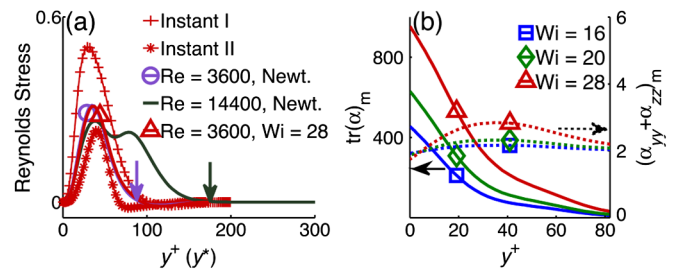 (a)
0.6
Instant I
Instant II
Re = 3600, Newt.
Re = 14400, Newt.
Re = 3600, Wi = 28
Reynolds Stress
0
0 100 200 300
y⁺ (y*)
(b)
Wi = 16
Wi = 20
Wi = 28
800
400
tr(α)ₘ
6
4
2
0
(αyy+αzz)m
0 20 40 60 80
y⁺